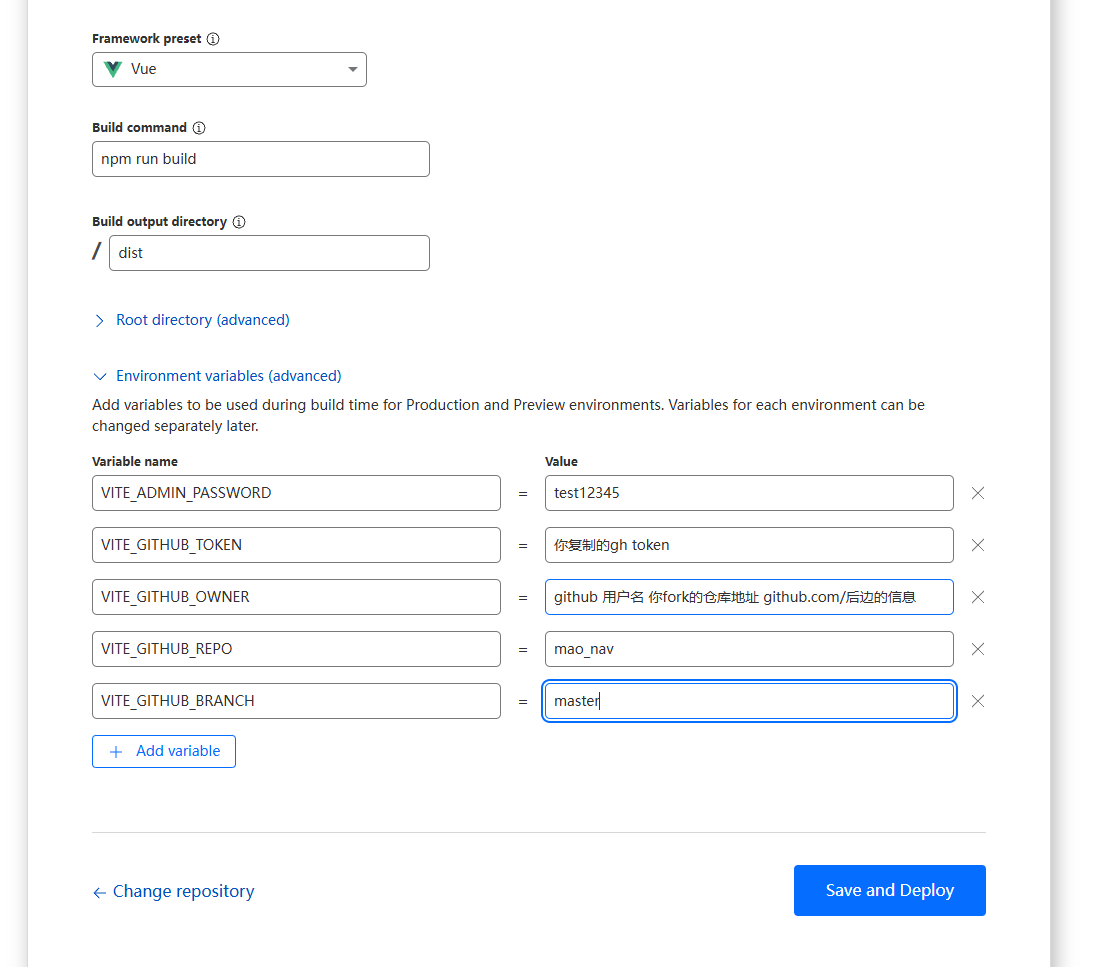 Framework preset
Vue
Build command
npm run build
Build output directory
/ dist
Root directory (advanced)
Environment variables (advanced)
Add variables to be used during build time for Production and Preview environments. Variables for each environment can be
changed separately later.
Variable name Value
VITE_ADMIN_PASSWORD = test12345
VITE_GITHUB_TOKEN = 你复制的gh token
VITE_GITHUB_OWNER = github 用户名 你fork的仓库地址 github.com/后边的信息
VITE_GITHUB_REPO = mao_nav
VITE_GITHUB_BRANCH = master
+ Add variable
← Change repository Save and Deploy